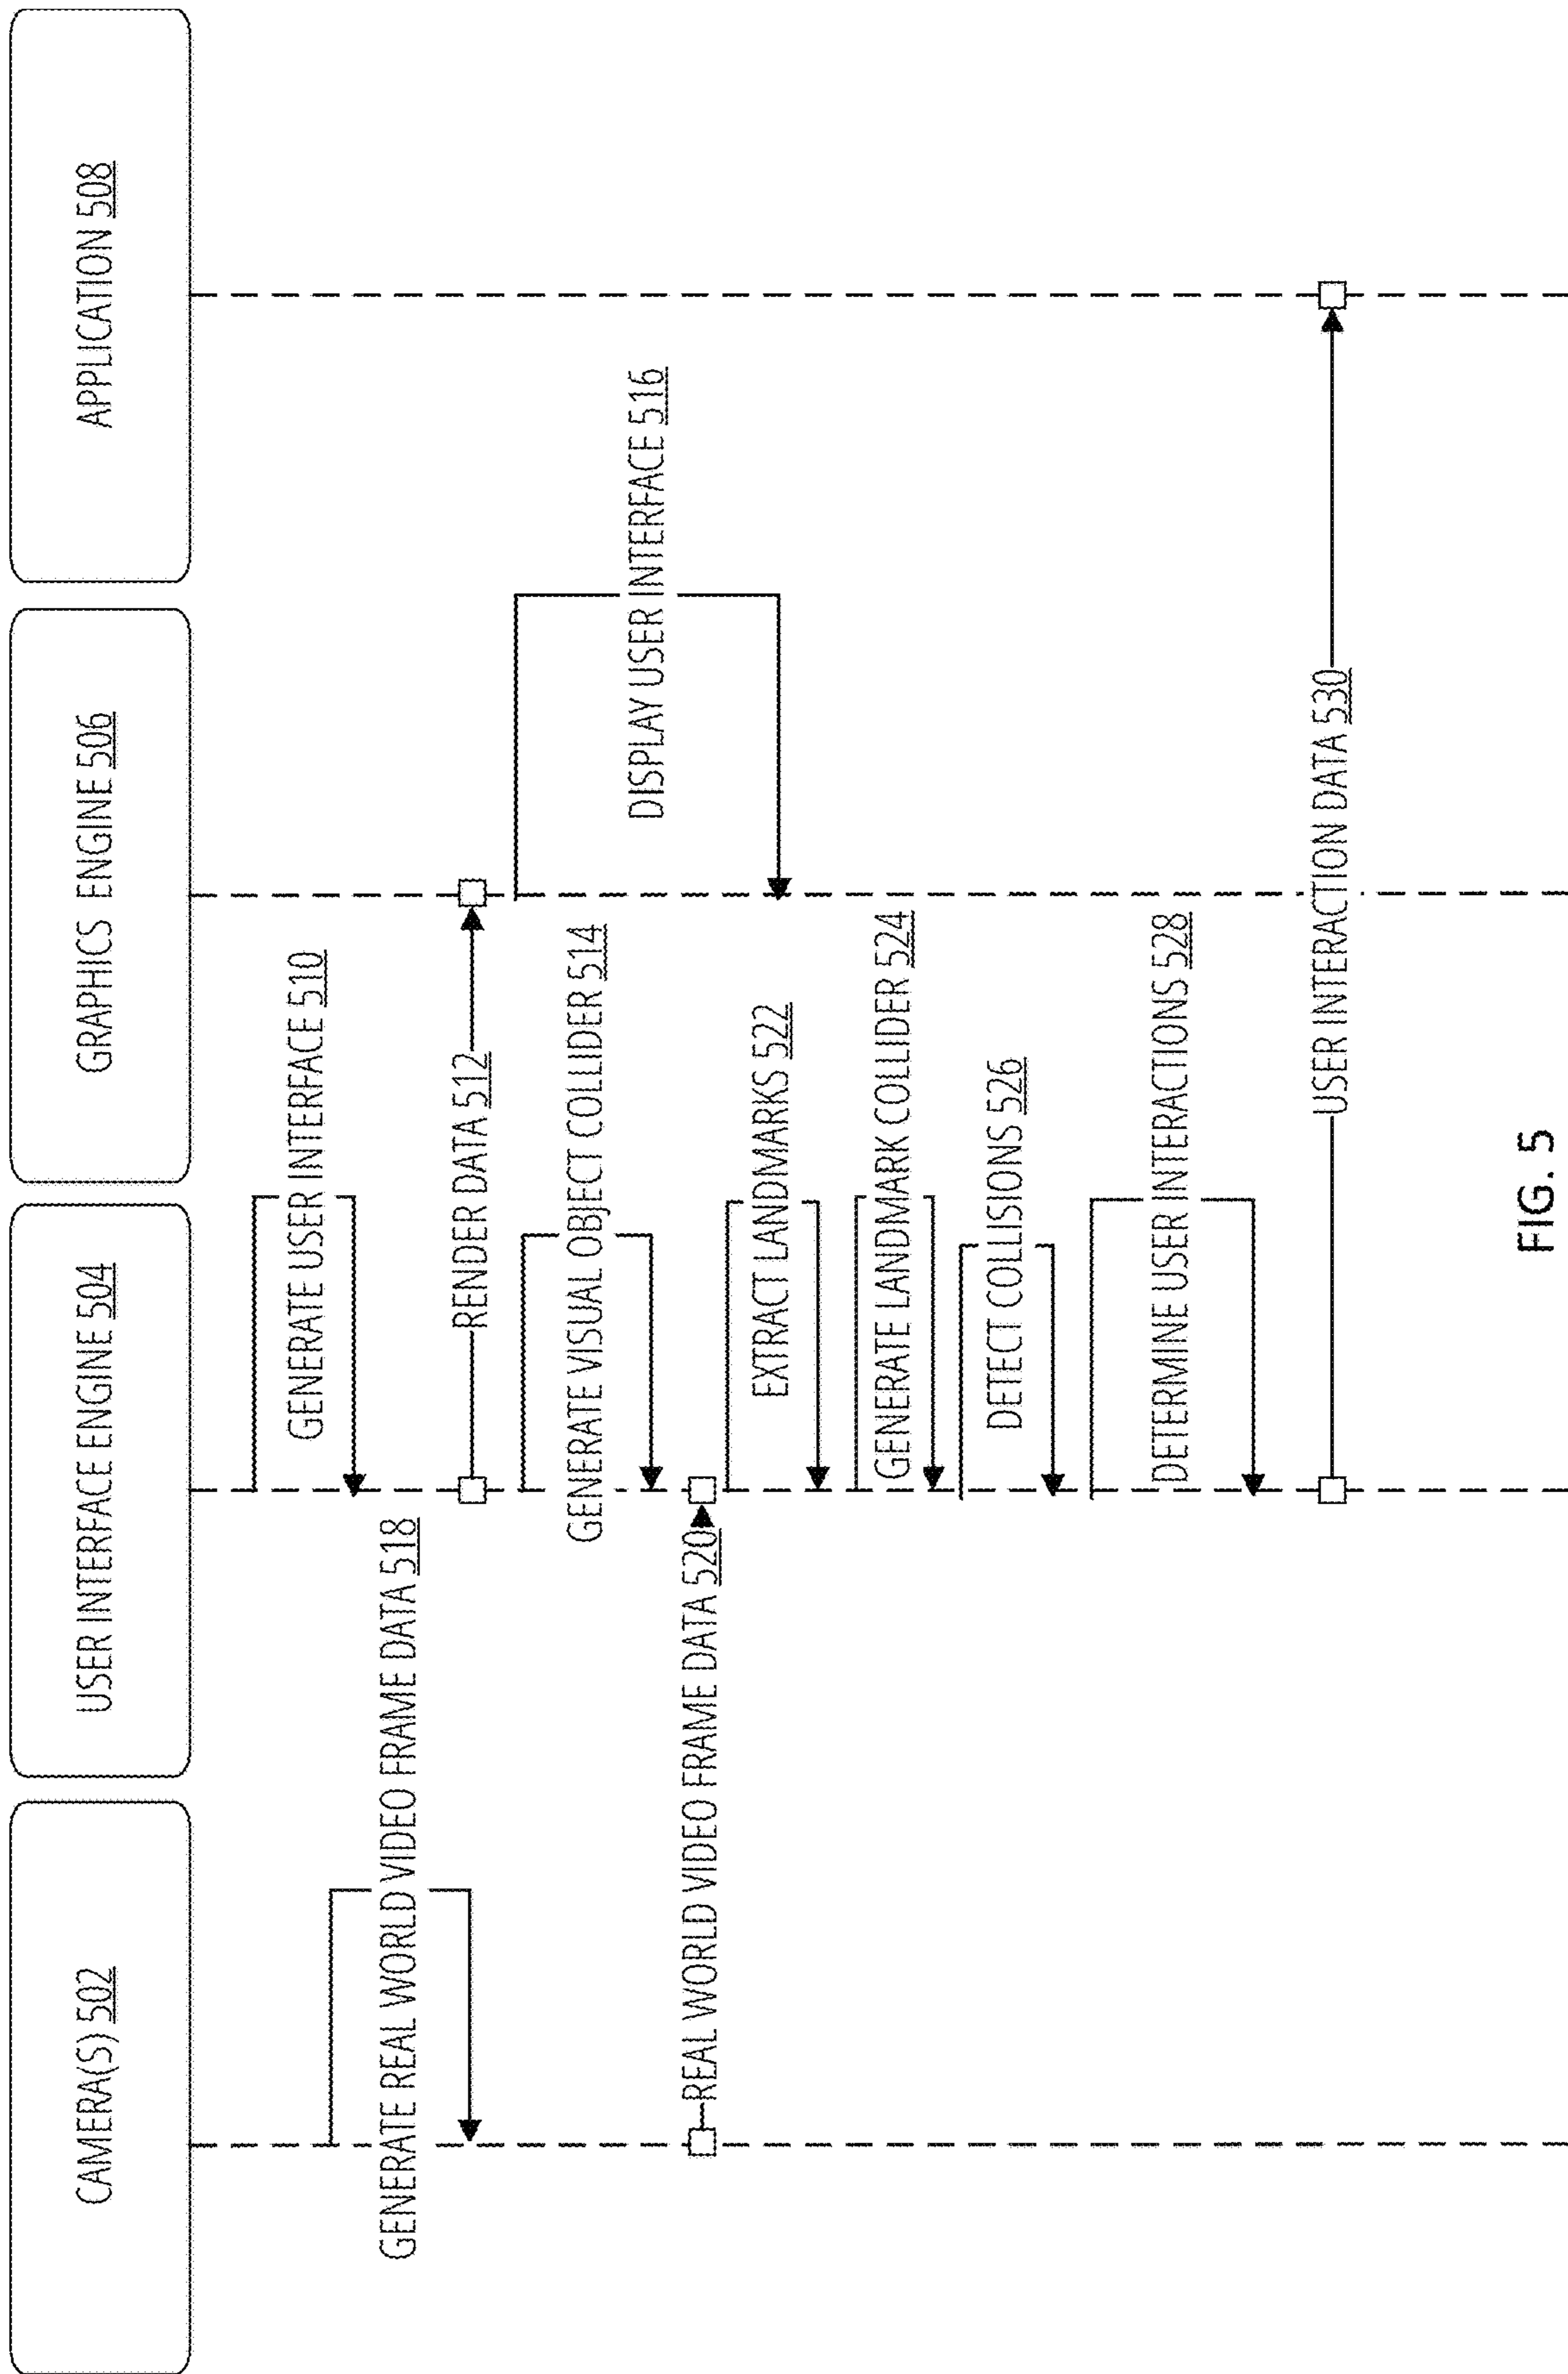 CAMERA(S) 502
USER INTERFACE ENGINE 504
GRAPHICS ENGINE 506
APPLICATION 508
GENERATE USER INTERFACE 510
GENERATE REAL WORLD VIDEO FRAME DATA 518
RENDER DATA 512
GENERATE VISUAL OBJECT COLLIDER 514
DISPLAY USER INTERFACE 516
REAL WORLD VIDEO FRAME DATA 520
EXTRACT LANDMARKS 522
GENERATE LANDMARK COLLIDER 524
DETECT COLLISIONS 526
DETERMINE USER INTERACTIONS 528
USER INTERACTION DATA 530
FIG. 5